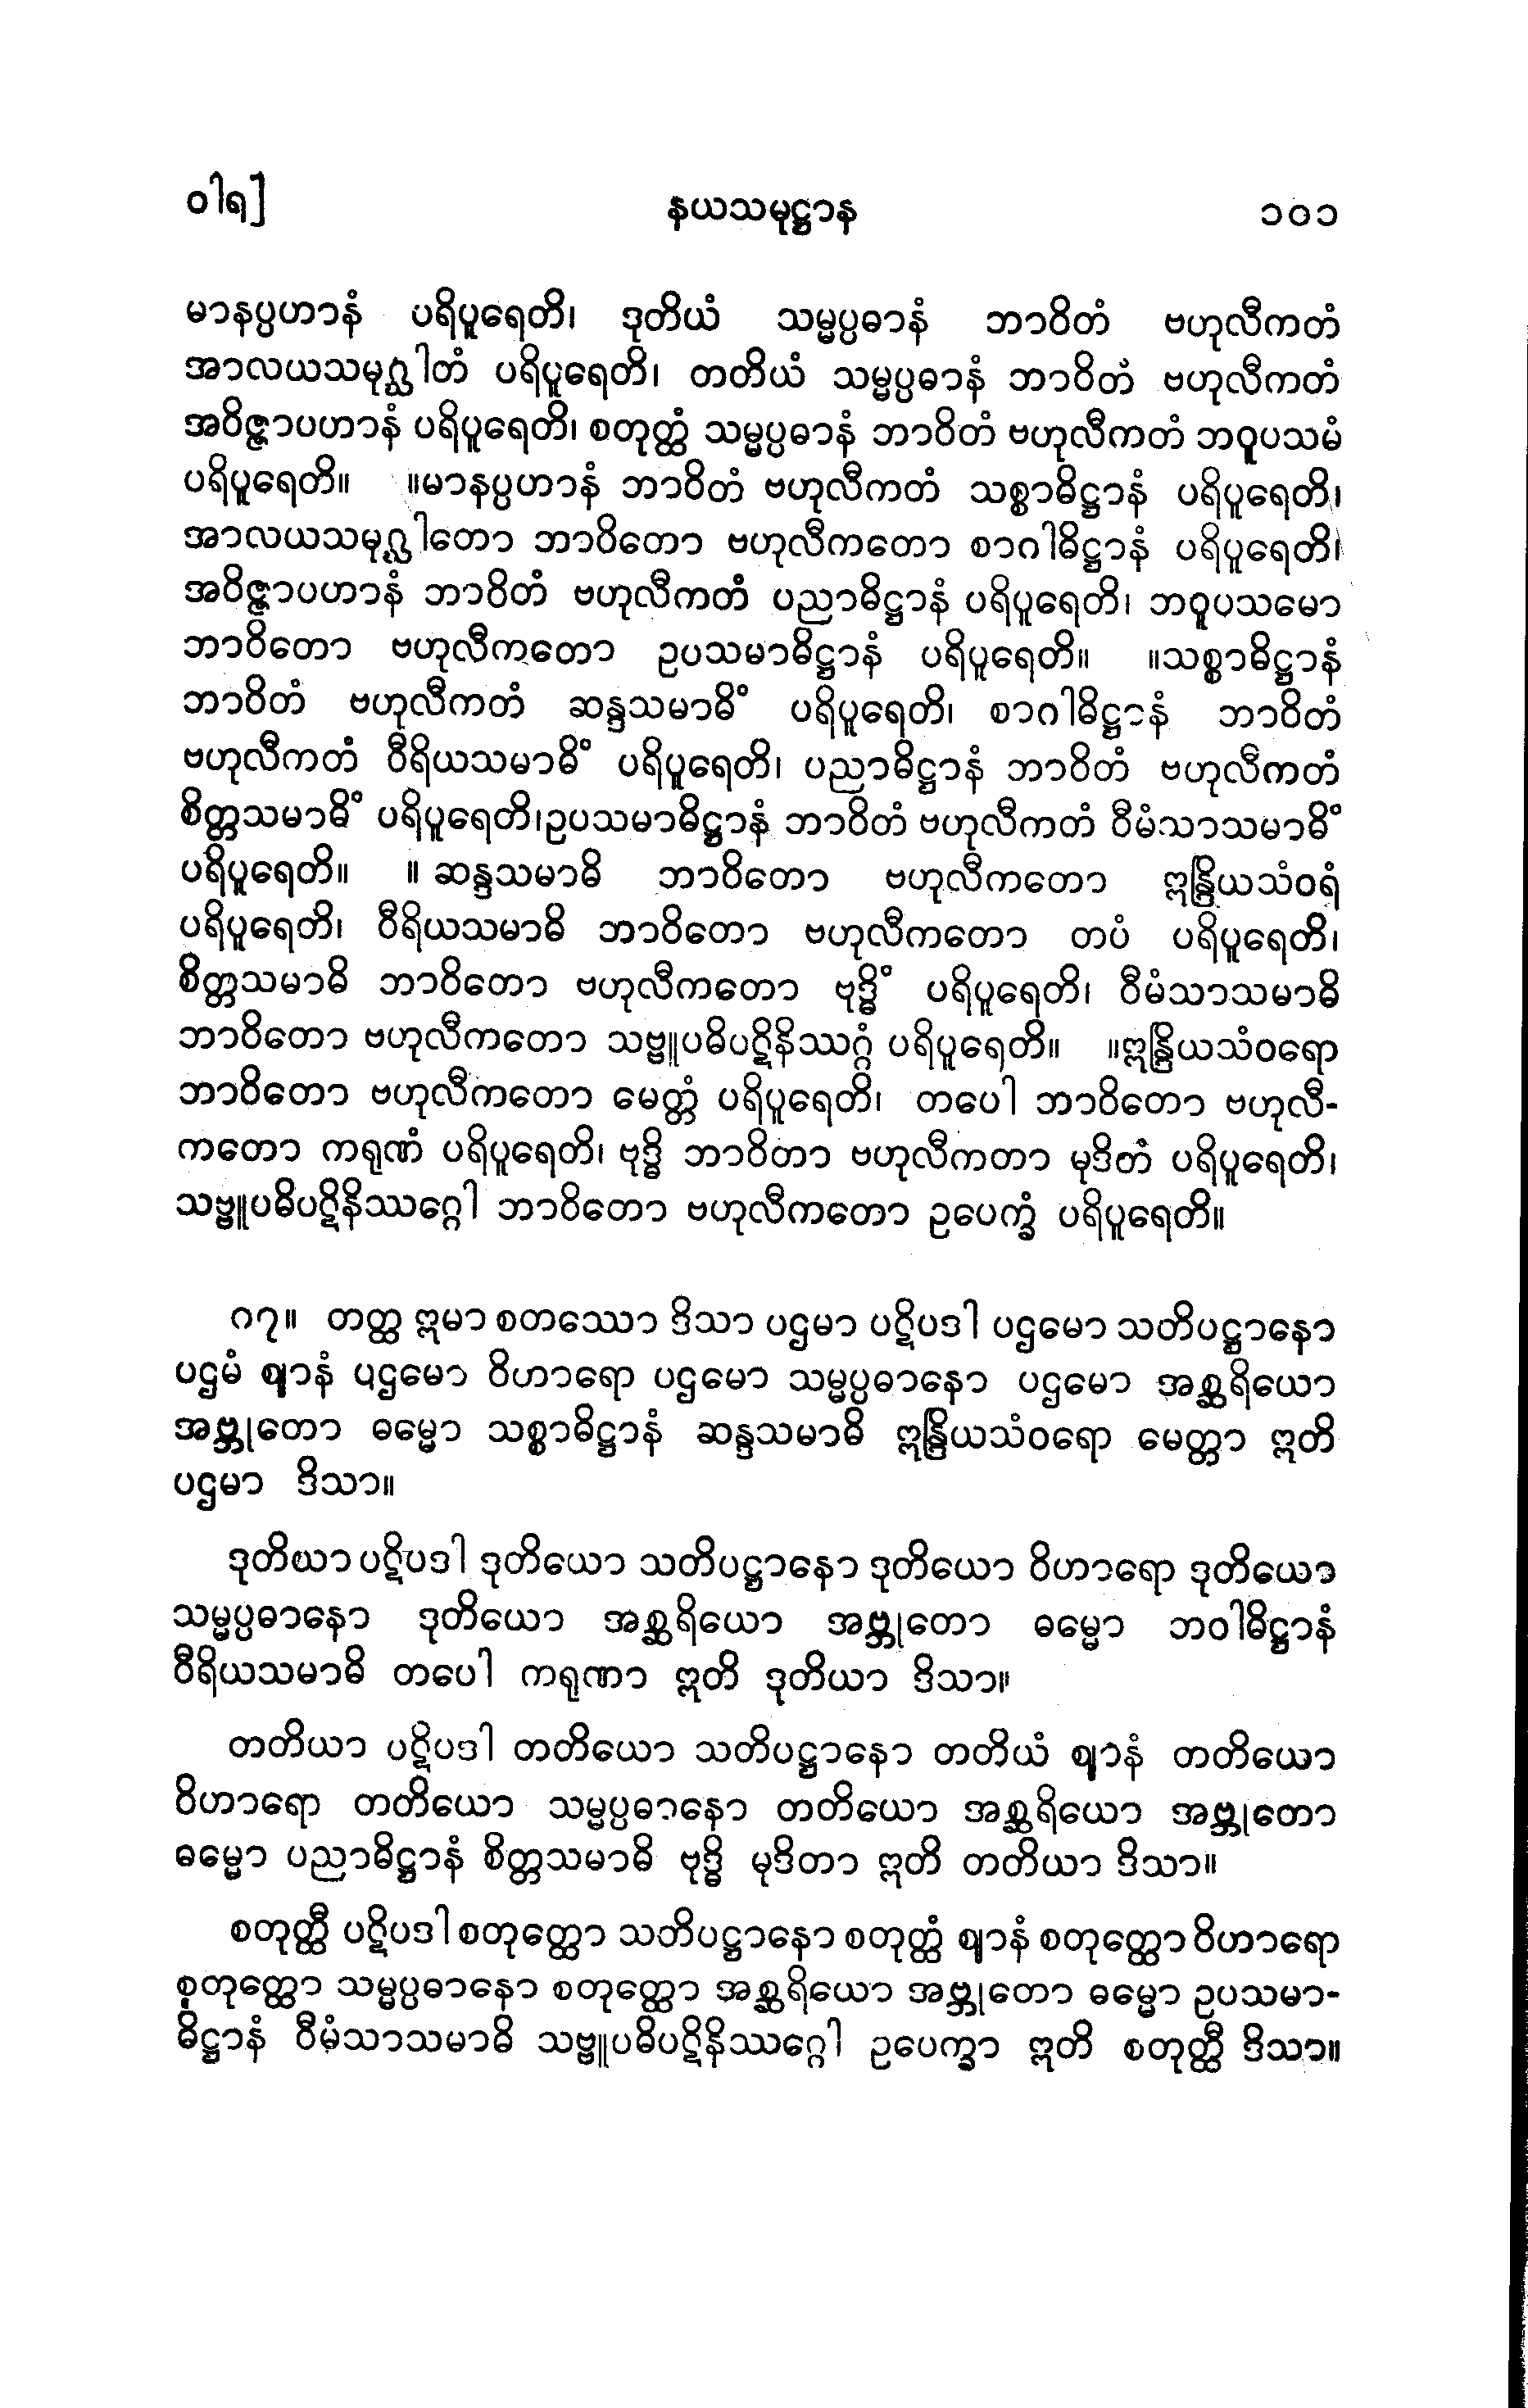 ဝါရ]
နယသမုဋ္ဌာန
၁၀၁
မာနပ္ပဟာနံ ပရိပူရေတိ၊ ဒုတိယံ သမ္မပ္ပဓာနံ ဘာဝိတံ ဗဟုလီကတံ
အာလယသမုဂ္ဃါတံ ပရိပူရေတိ၊ တတိယံ သမ္မပ္ပဓာနံ ဘာဝိတံ ဗဟုလီကတံ
အဝိဇ္ဇာပဟာနံ ပရိပူရေတိ၊ စတုတ္ထံ သမ္မပ္ပဓာနံ ဘာဝိတံ ဗဟုလီကတံ ဘဝူပသမံ
ပရိပူရေတိ။ ။မာနပ္ပဟာနံ ဘာဝိတံ ဗဟုလီကတံ သစ္စာဓိဋ္ဌာနံ ပရိပူရေတိ၊
အာလယသမုဂ္ဃါတော ဘာဝိတော ဗဟုလီကတော စာဂါဓိဋ္ဌာနံ ပရိပူရေတိ၊
အဝိဇ္ဇာပဟာနံ ဘာဝိတံ ဗဟုလီကတံ ပညာဓိဋ္ဌာနံ ပရိပူရေတိ၊ ဘဝူပသမော
ဘာဝိတော ဗဟုလီကတော ဥပသမာဓိဋ္ဌာနံ ပရိပူရေတိ။ ။သစ္စာဓိဋ္ဌာနံ
ဘာဝိတံ ဗဟုလီကတံ ဆန္ဒသမာဓိံ ပရိပူရေတိ၊ စာဂါဓိဋ္ဌာနံ ဘာဝိတံ
ဗဟုလီကတံ ဝီရိယသမာဓိံ ပရိပူရေတိ၊ ပညာဓိဋ္ဌာနံ ဘာဝိတံ ဗဟုလီကတံ
စိတ္တသမာဓိံ ပရိပူရေတိ၊ဥပသမာဓိဋ္ဌာနံ ဘာဝိတံ ဗဟုလီကတံ ဝီမံသာသမာဓိံ
ပရိပူရေတိ။ ။ ဆန္ဒသမာဓိ ဘာဝိတော ဗဟုလီကတော ဣန္ဒြိယသံဝရံ
ပရိပူရေတိ၊ ဝီရိယသမာဓိ ဘာဝိတော ဗဟုလီကတော တပံ ပရိပူရေတိ၊
စိတ္တသမာဓိ ဘာဝိတော ဗဟုလီကတော ဗုဒ္ဓိံ ပရိပူရေတိ၊ ဝီမံသာသမာဓိ
ဘာဝိတော ဗဟုလီကတော သဗ္ဗူပဓိပဋိနိဿဂ္ဂံ ပရိပူရေတိ။ ။ဣန္ဒြိယသံဝရော
ဘာဝိတော ဗဟုလီကတော မေတ္တံ ပရိပူရေတိ၊ တပေါ ဘာဝိတော ဗဟုလီ-
ကတော ကရုဏံ ပရိပူရေတိ၊ ဗုဒ္ဓိ ဘာဝိတာ ဗဟုလီကတာ မုဒိတံ ပရိပူရေတိ၊
သဗ္ဗူပဓိပဋိနိဿဂ္ဂေါ ဘာဝိတော ဗဟုလီကတော ဥပေက္ခံ ပရိပူရေတိ။
၈၇။ တတ္ထ ဣမာ စတဿော ဒိသာ ပဌမာ ပဋိပဒါ ပဌမော သတိပဋ္ဌာနော
ပဌမံ ဈာနံ ပဌမော ဝိဟာရော ပဌမော သမ္မပ္ပဓာနော ပဌမော အစ္ဆရိယော
အဗ္ဘုတော ဓမ္မော သစ္စာဓိဋ္ဌာနံ ဆန္ဒသမာဓိ ဣန္ဒြိယသံဝရော မေတ္တာ ဣတိ
ပဌမာ ဒိသာ။
ဒုတိယာ ပဋိပဒါ ဒုတိယော သတိပဋ္ဌာနော ဒုတိယော ဝိဟာရော ဒုတိယော
သမ္မပ္ပဓာနော ဒုတိယော အစ္ဆရိယော အဗ္ဘုတော ဓမ္မော ဘဝါဓိဋ္ဌာနံ
ဝီရိယသမာဓိ တပေါ ကရုဏာ ဣတိ ဒုတိယာ ဒိသာ။
တတိယာ ပဋိပဒါ တတိယော သတိပဋ္ဌာနော တတိယံ ဈာနံ တတိယော
ဝိဟာရော တတိယော သမ္မပ္ပဓာနော တတိယော အစ္ဆရိယော အဗ္ဘုတော
ဓမ္မော ပညာဓိဋ္ဌာနံ စိတ္တသမာဓိ ဗုဒ္ဓိ မုဒိတာ ဣတိ တတိယာ ဒိသာ။
စတုတ္ထီ ပဋိပဒါ စတုတ္ထော သတိပဋ္ဌာနော စတုတ္ထံ ဈာနံ စတုတ္ထော ဝိဟာရော
စတုတ္ထော သမ္မပ္ပဓာနော စတုတ္ထော အစ္ဆရိယော အဗ္ဘုတော ဓမ္မော ဥပသမာ-
ဓိဋ္ဌာနံ ဝီမံသာသမာဓိ သဗ္ဗူပဓိပဋိနိဿဂ္ဂေါ ဥပေက္ခာ ဣတိ စတုတ္ထီ ဒိသာ။